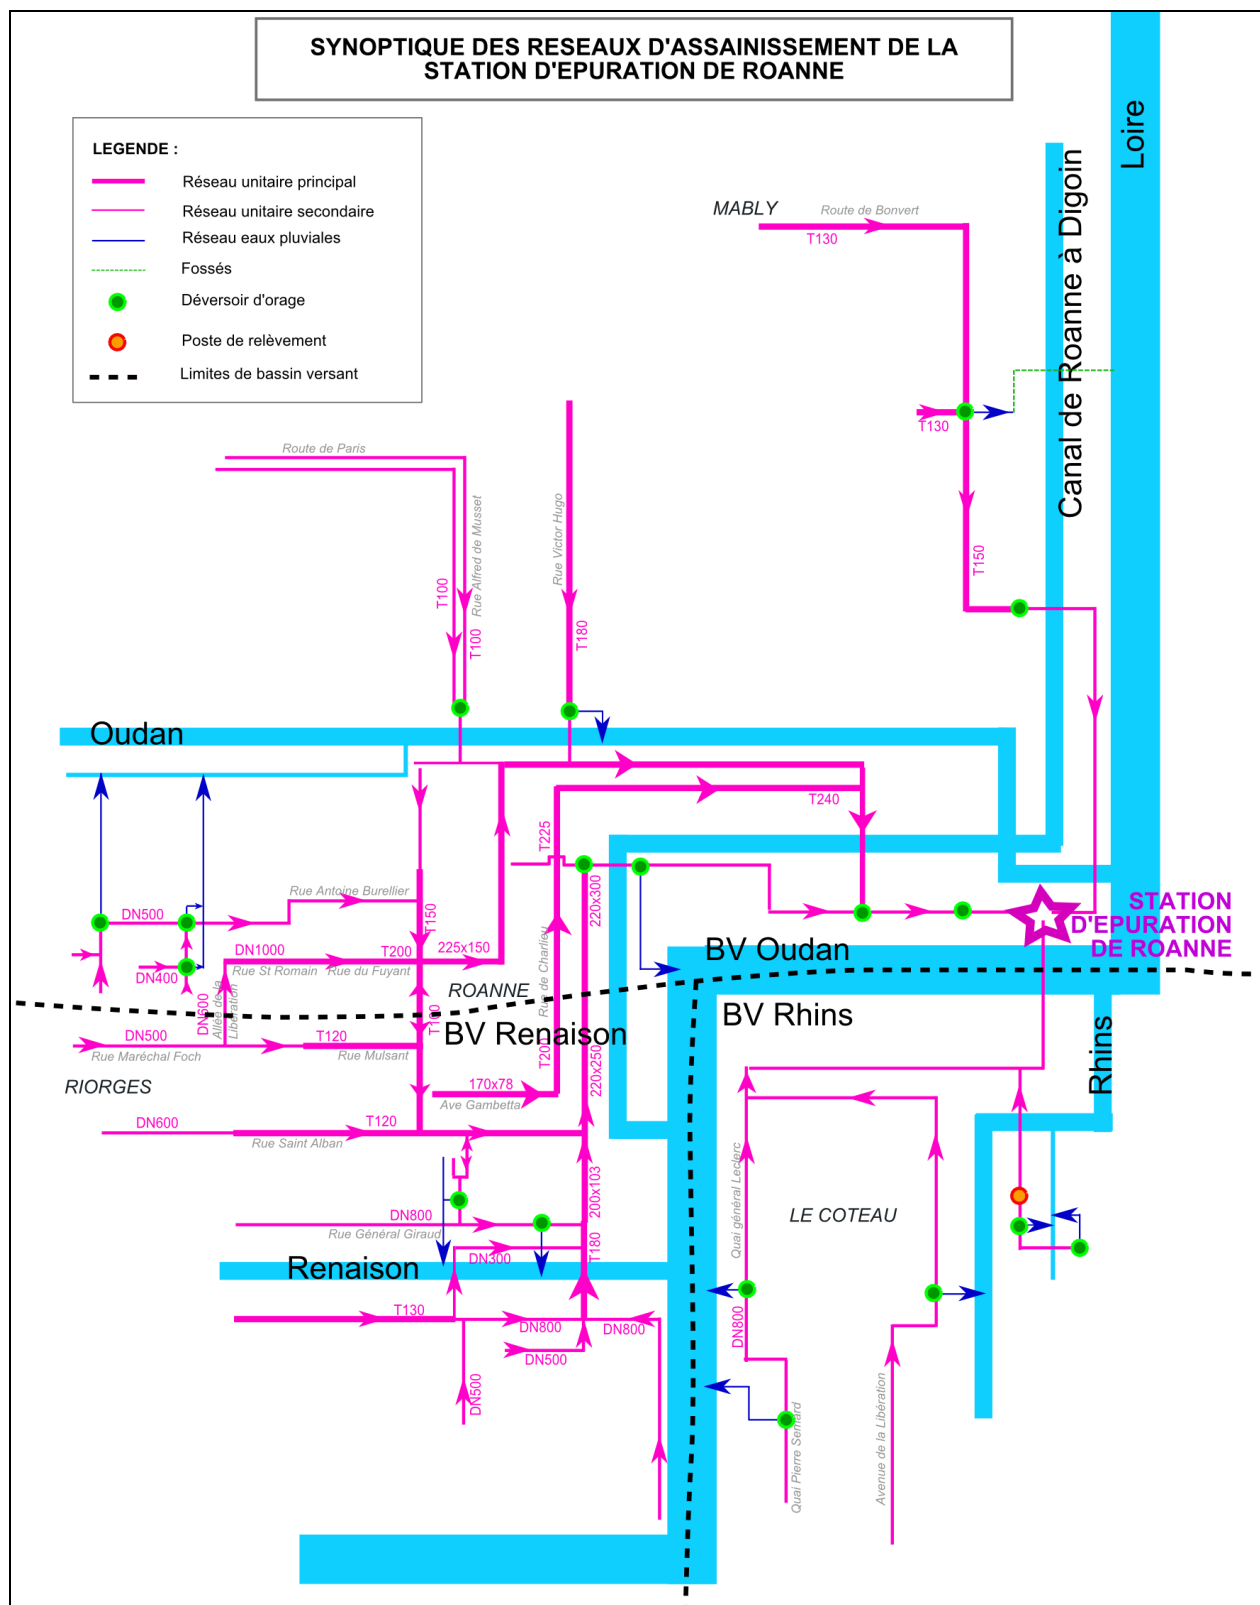 SYNOPTIQUE DES RESEAUX D'ASSAINISSEMENT DE LA
STATION D'EPURATION DE ROANNE
LEGENDE :
Réseau unitaire principal
Réseau unitaire secondaire
Réseau eaux pluviales
Fossés
Déversoir d'orage
Poste de relèvement
Limites de bassin versant
Loire
Canal de Roanne à Digoin
MABLY
Route de Bonvert
T130
T130
T150
Route de Paris
Rue Alfred de Musset
T100
T100
Rue Victor Hugo
T180
Oudan
T240
T225
Rue Antoine Burellier
DN500
T150
220x300
STATION
D'EPURATION
DE ROANNE
DN1000
T200
225x150
BV Oudan
DN400
Rue St Romain
Rue du Fuyant
Rue de Charlieu
ROANNE
DN600
Allée de la
Libération
T100
BV Renaison
BV Rhins
DN500
T120
Rue Maréchal Foch
Rue Mulsant
T200
220x250
Rhins
RIORGES
170x78
Ave Gambetta
DN600
T120
Rue Saint Alban
200x103
Quai général Leclerc
LE COTEAU
DN800
Rue Général Giraud
DN300
T180
Renaison
T130
DN800
DN800
DN500
DN500
DN800
Quai Pierre Semard
Avenue de la Libération